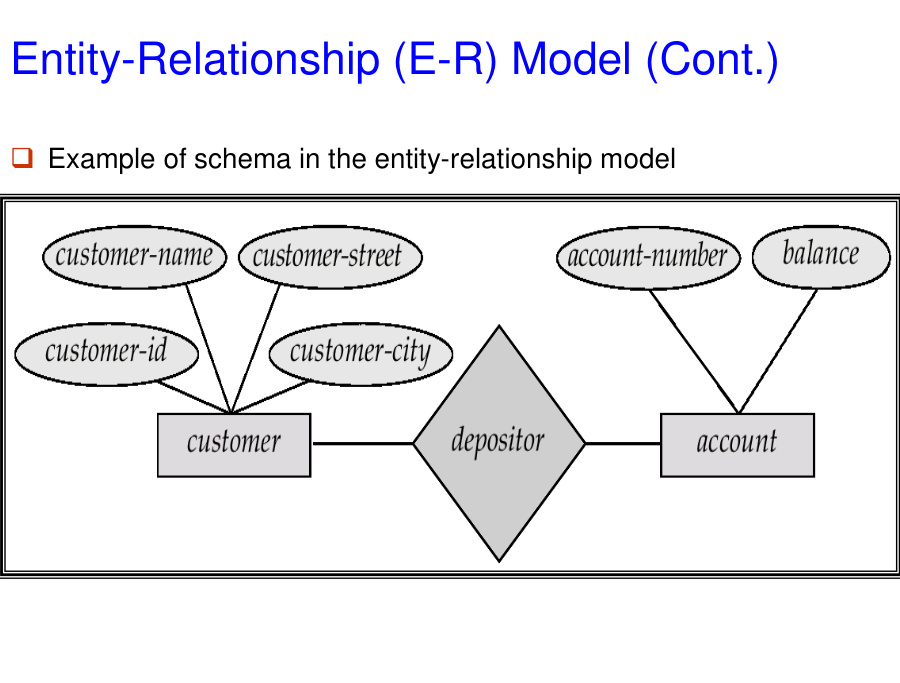 Entity-Relationship (E-R) Model (Cont.)
Example of schema in the entity-relationship model
customer-name customer-street account-number balance
customer-id customer-city
customer depositor account